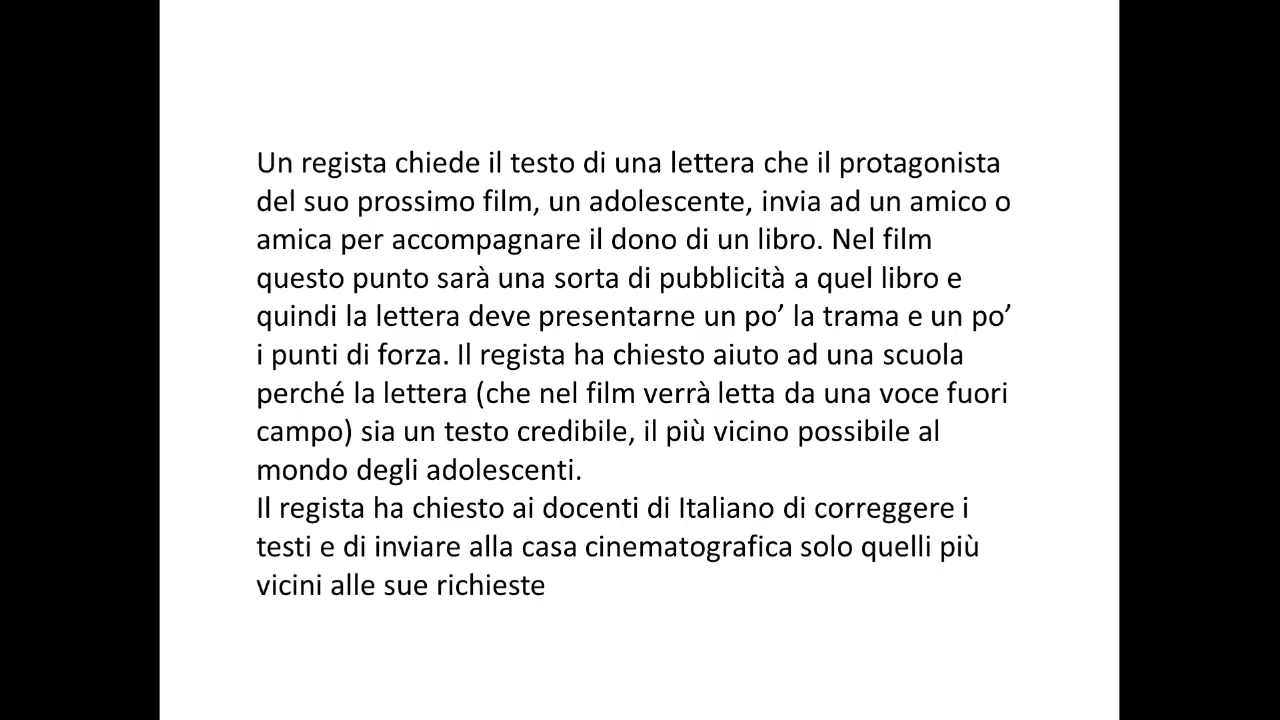 Un regista chiede il testo di una lettera che il protagonista
del suo prossimo film, un adolescente, invia ad un amico o
amica per accompagnare il dono di un libro. Nel film
questo punto sarà una sorta di pubblicità a quel libro e
quindi la lettera deve presentarne un po’ la trama e un po’
i punti di forza. Il regista ha chiesto aiuto ad una scuola
perché la lettera (che nel film verrà letta da una voce fuori
campo) sia un testo credibile, il più vicino possibile al
mondo degli adolescenti.
Il regista ha chiesto ai docenti di Italiano di correggere i
testi e di inviare alla casa cinematografica solo quelli più
vicini alle sue richieste